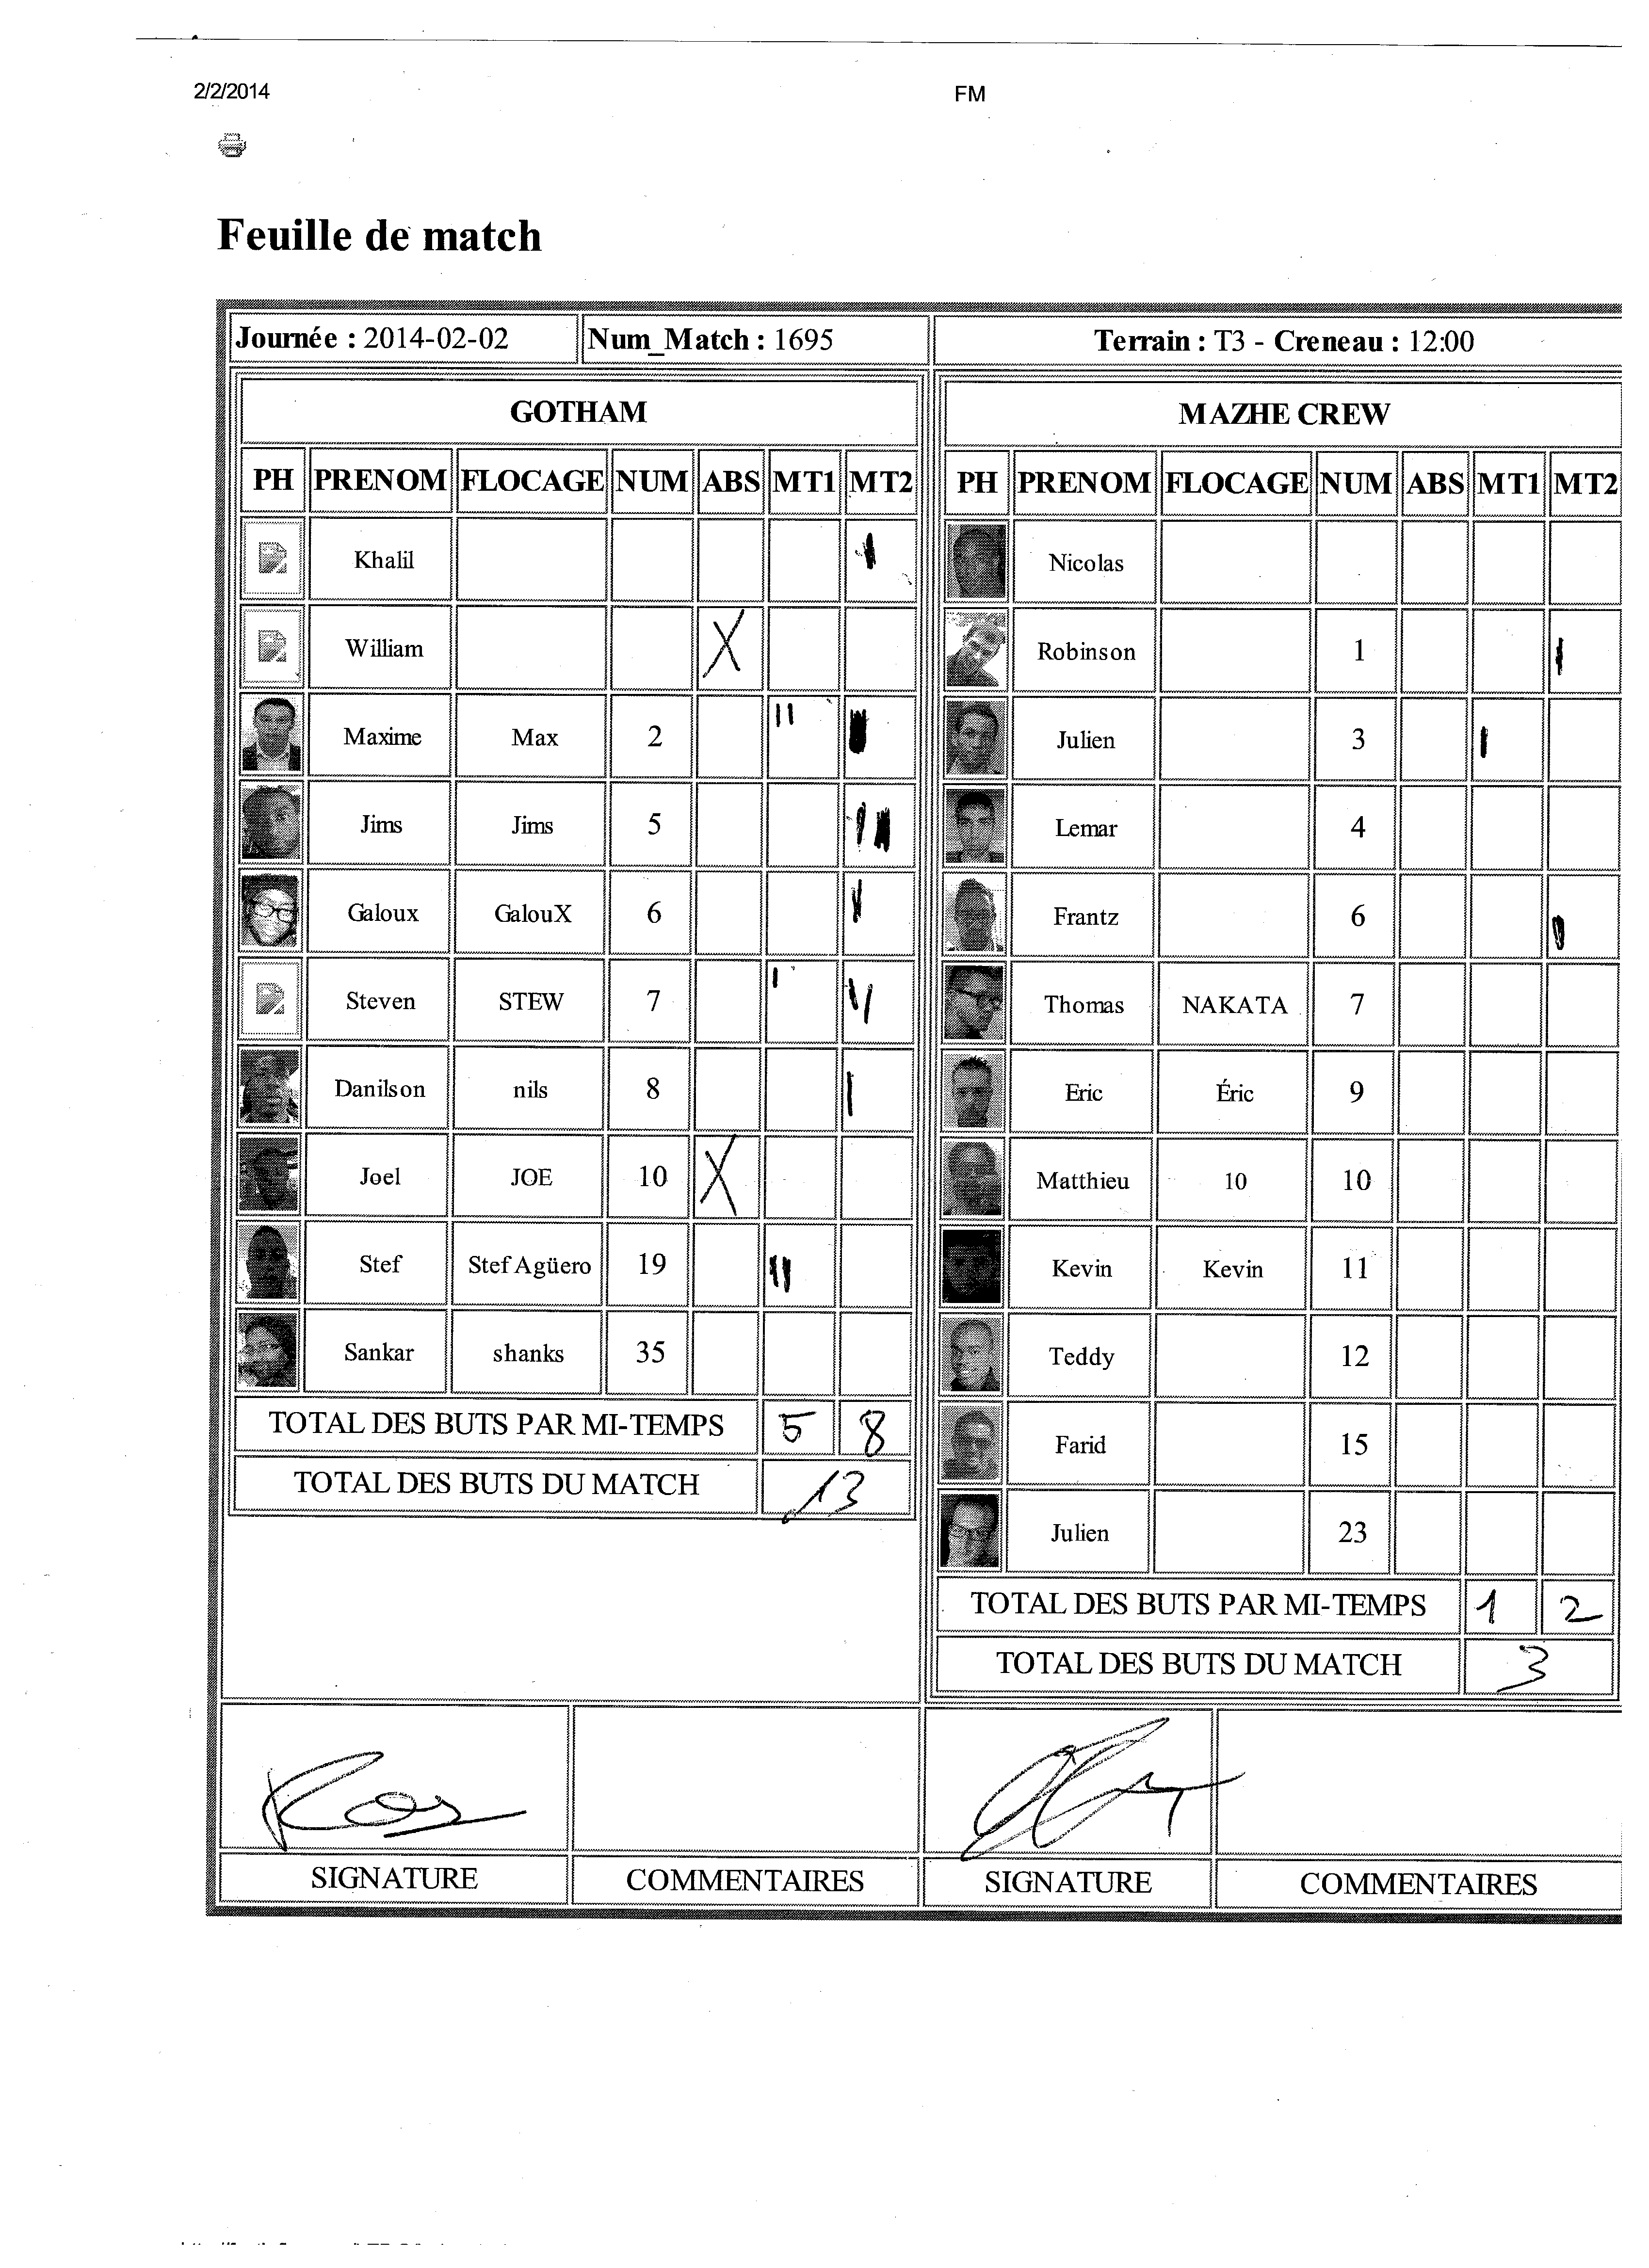 2/2/2014 FM
Feuille de match
Journée : 2014-02-02 Num_Match : 1695 Terrain : T3 - Creneau : 12:00
GOTHAM
PH PRENOM FLOCAGE NUM ABS MT1 MT2
Khalil
William X
Maxime Max 2
Jims Jims 5
Galoux GalouX 6
Steven STEW 7
Danilson nils 8
Joel JOE 10 X
Stef Stef Agüero 19
Sankar shanks 35
TOTAL DES BUTS PAR MI-TEMPS 5 8
TOTAL DES BUTS DU MATCH 13
MAZHE CREW
PH PRENOM FLOCAGE NUM ABS MT1 MT2
Nicolas
Robinson 1
Julien 3
Lemar 4
Frantz 6
Thomas NAKATA 7
Eric Éric 9
Matthieu 10 10
Kevin Kevin 11
Teddy 12
Farid 15
Julien 23
TOTAL DES BUTS PAR MI-TEMPS 1 2
TOTAL DES BUTS DU MATCH 3
SIGNATURE COMMENTAIRES SIGNATURE COMMENTAIRES